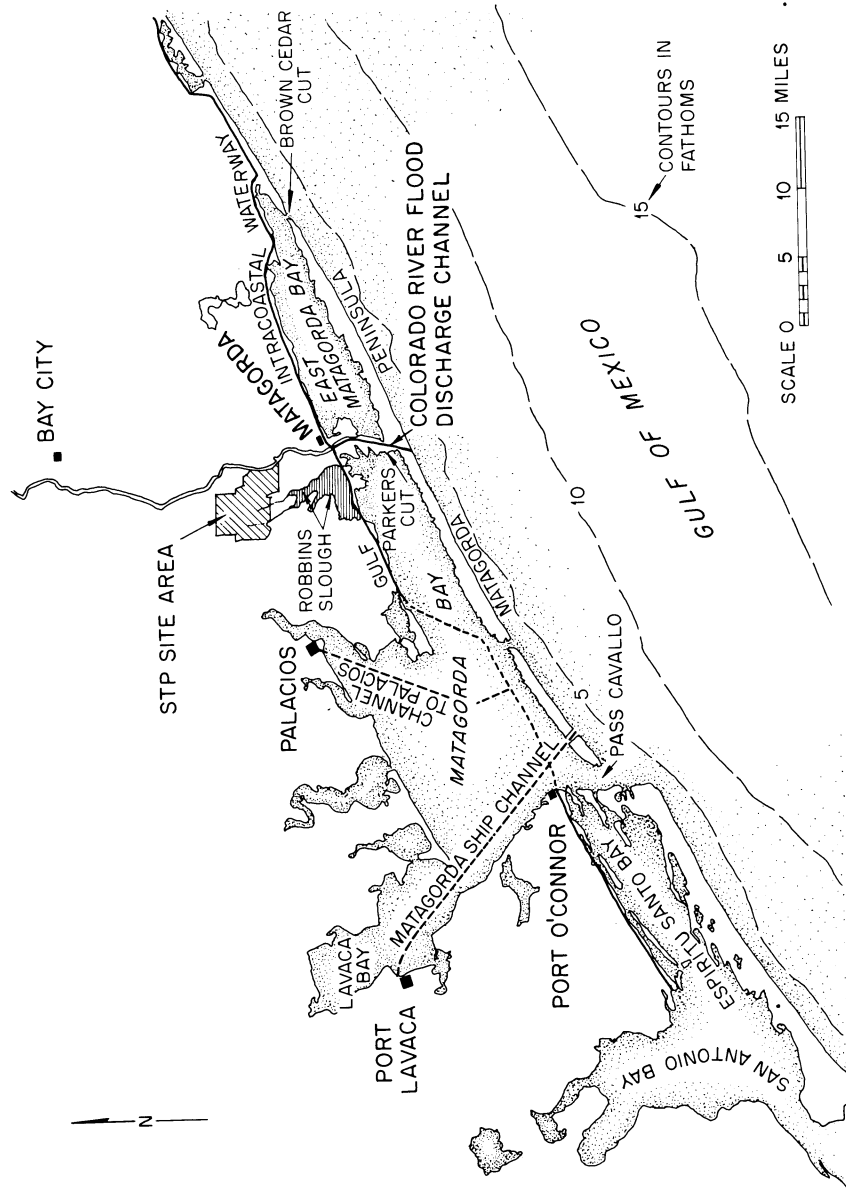 BAY CITY
STP SITE AREA
MATAGORDA
INTRACOASTAL
WATERWAY
BROWN CEDAR
CUT
EAST
MATAGORDA BAY
PENINSULA
COLORADO RIVER FLOOD
DISCHARGE CHANNEL
ROBBINS
SLOUGH
GULF
PARKERS
CUT
PALACIOS
CHANNEL
TO PALACIOS
MATAGORDA
BAY
MATAGORDA
LAVACA
BAY
MATAGORDA SHIP CHANNEL
PORT
LAVACA
PORT O'CONNOR
PASS CAVALLO
ESPIRITU SANTO BAY
SAN ANTONIO BAY
5
10
15
CONTOURS IN
FATHOMS
GULF OF MEXICO
N
SCALE 0 5 10 15 MILES